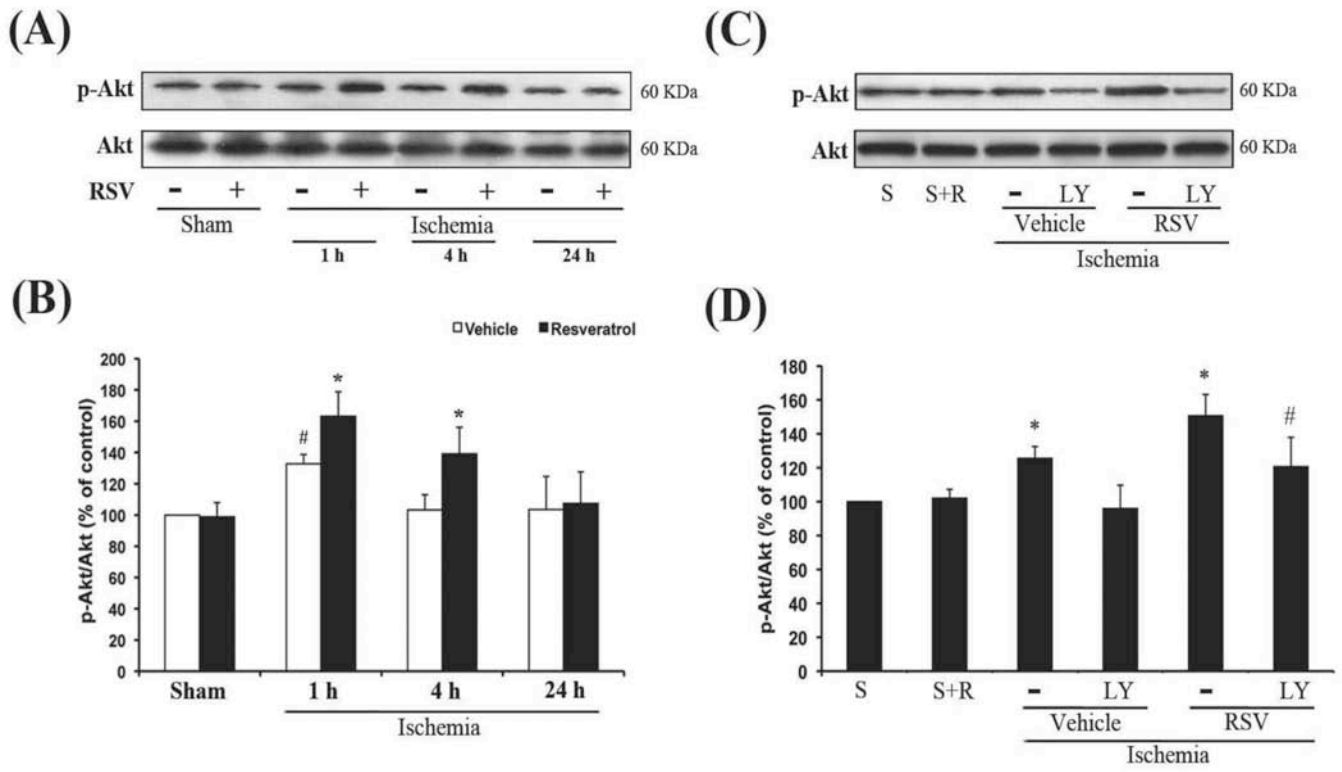 (A)
p-Akt 60 KDa
Akt 60 KDa
RSV - + - + - + - +
Sham Ischemia
1 h 4 h 24 h
(B)
Vehicle Resveratrol
p-Akt/Akt (% of control)
200
180
160
140
120
100
80
60
40
20
0
# * *
Sham 1 h 4 h 24 h
Ischemia
(C)
p-Akt 60 KDa
Akt 60 KDa
S S+R - LY - LY
Vehicle RSV
Ischemia
(D)
p-Akt/Akt (% of control)
180
160
140
120
100
80
60
40
20
0
* * #
S S+R - LY - LY
Vehicle RSV
Ischemia